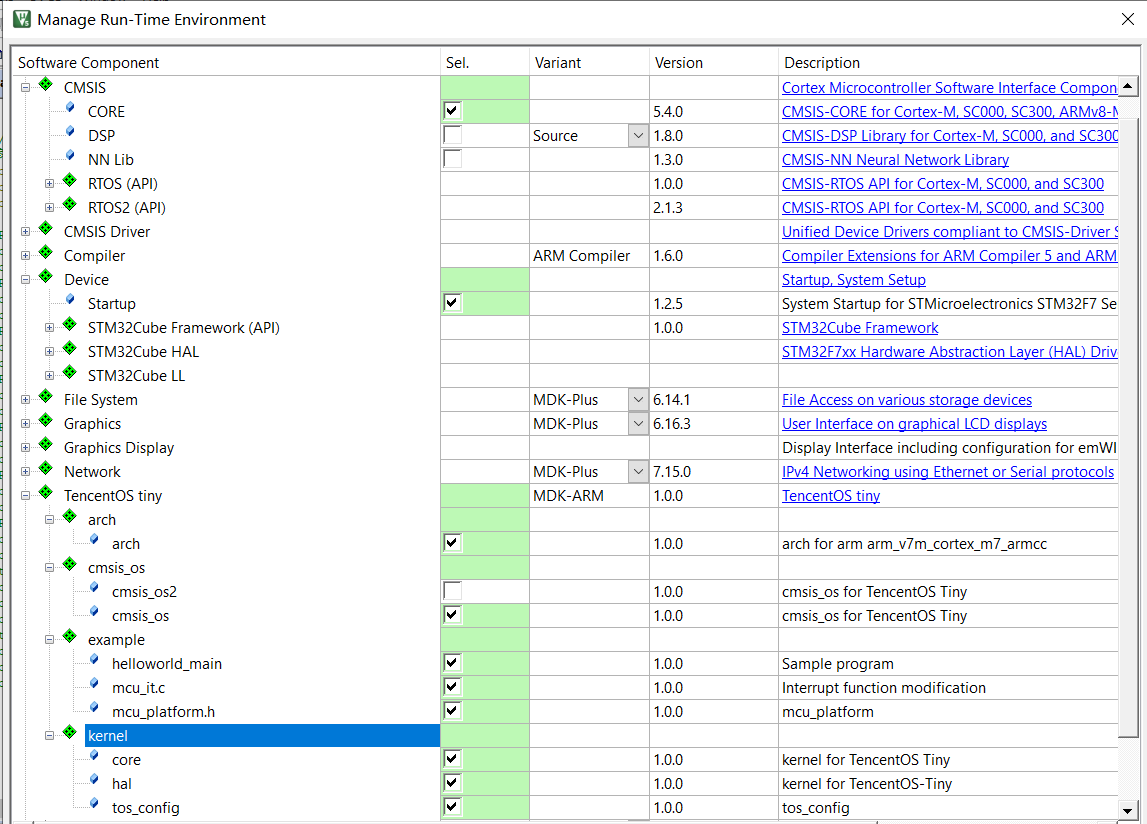 Manage Run-Time Environment
Software Component Sel. Variant Version Description
CMSIS Cortex Microcontroller Software Interface Compon
CORE 5.4.0 CMSIS-CORE for Cortex-M, SC000, SC300, ARMv8-M
DSP Source 1.8.0 CMSIS-DSP Library for Cortex-M, SC000, and SC300
NN Lib 1.3.0 CMSIS-NN Neural Network Library
RTOS (API) 1.0.0 CMSIS-RTOS API for Cortex-M, SC000, and SC300
RTOS2 (API) 2.1.3 CMSIS-RTOS API for Cortex-M, SC000, and SC300
CMSIS Driver Unified Device Drivers compliant to CMSIS-Driver S
Compiler ARM Compiler 1.6.0 Compiler Extensions for ARM Compiler 5 and ARM
Device Startup, System Setup
Startup 1.2.5 System Startup for STMicroelectronics STM32F7 Se
STM32Cube Framework (API) 1.0.0 STM32Cube Framework
STM32Cube HAL STM32F7xx Hardware Abstraction Layer (HAL) Driv
STM32Cube LL
File System MDK-Plus 6.14.1 File Access on various storage devices
Graphics MDK-Plus 6.16.3 User Interface on graphical LCD displays
Graphics Display Display Interface including configuration for emWI
Network MDK-Plus 7.15.0 IPv4 Networking using Ethernet or Serial protocols
TencentOS tiny MDK-ARM 1.0.0 TencentOS tiny
arch
arch 1.0.0 arch for arm arm_v7m_cortex_m7_armcc
cmsis_os
cmsis_os2 1.0.0 cmsis_os for TencentOS Tiny
cmsis_os 1.0.0 cmsis_os for TencentOS Tiny
example
helloworld_main 1.0.0 Sample program
mcu_it.c 1.0.0 Interrupt function modification
mcu_platform.h 1.0.0 mcu_platform
kernel
core 1.0.0 kernel for TencentOS Tiny
hal 1.0.0 kernel for TencentOS-Tiny
tos_config 1.0.0 tos_config